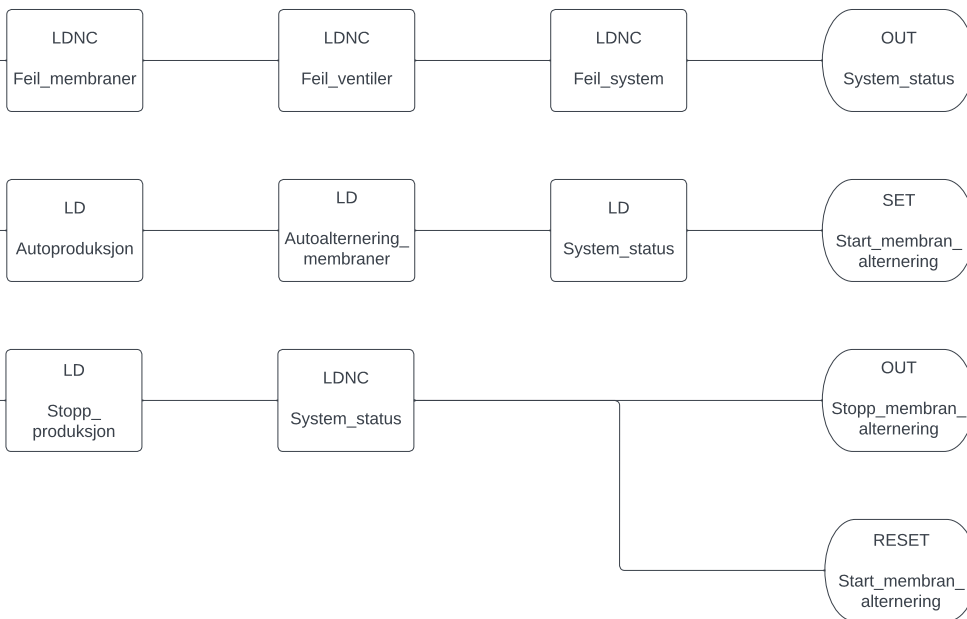 LDNC
Feil_membraner
LDNC
Feil_ventiler
LDNC
Feil_system
OUT
System_status
LD
Autoproduksjon
LD
Autoalternering_
membraner
LD
System_status
SET
Start_membran_
alternering
LD
Stopp_
produksjon
LDNC
System_status
OUT
Stopp_membran_
alternering
RESET
Start_membran_
alternering